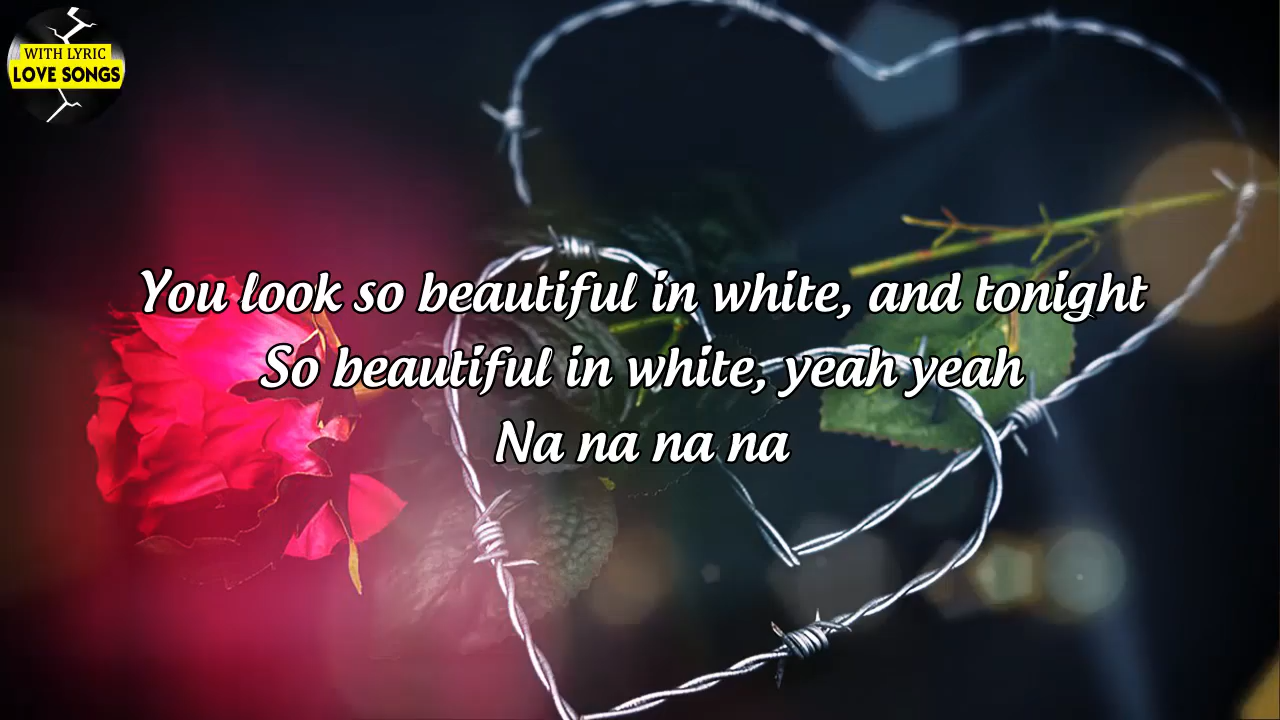 WITH LYRIC
LOVE SONGS
You look so beautiful in white, and tonight
So beautiful in white, yeah yeah
Na na na na